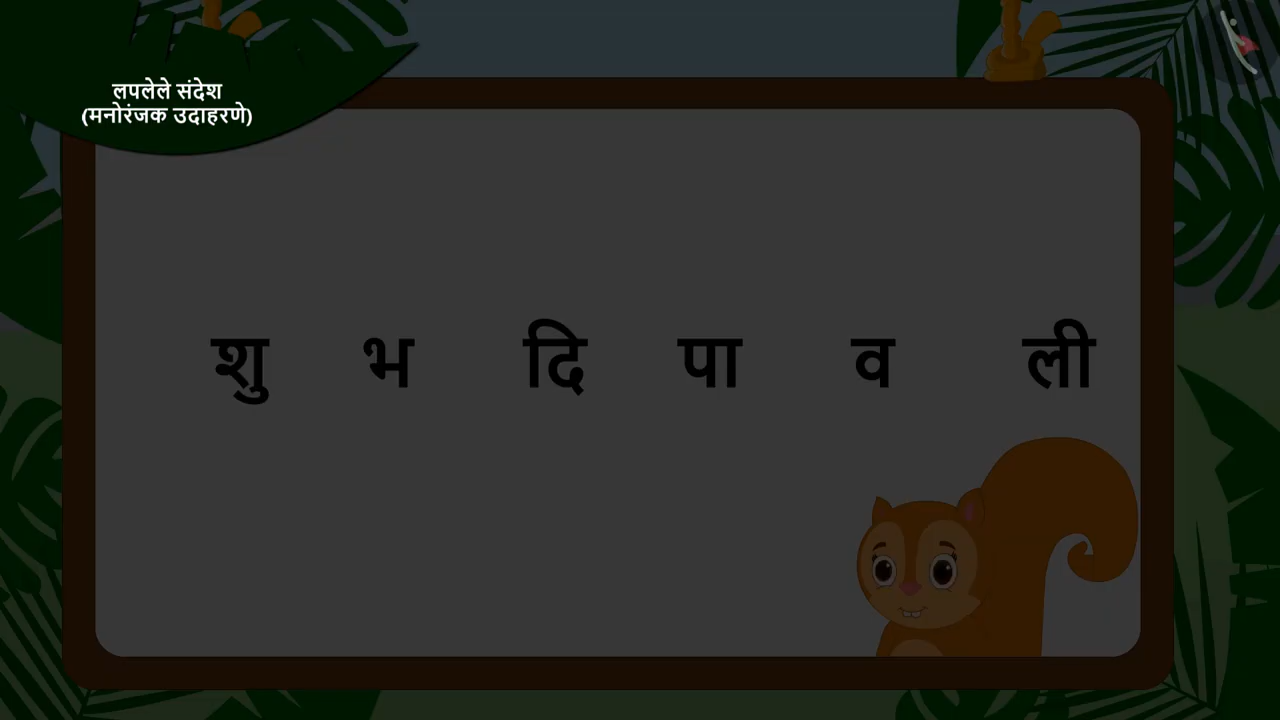 लपलेले संदेश
(मनोरंजक उदाहरणे)
शु भ दि पा व ली